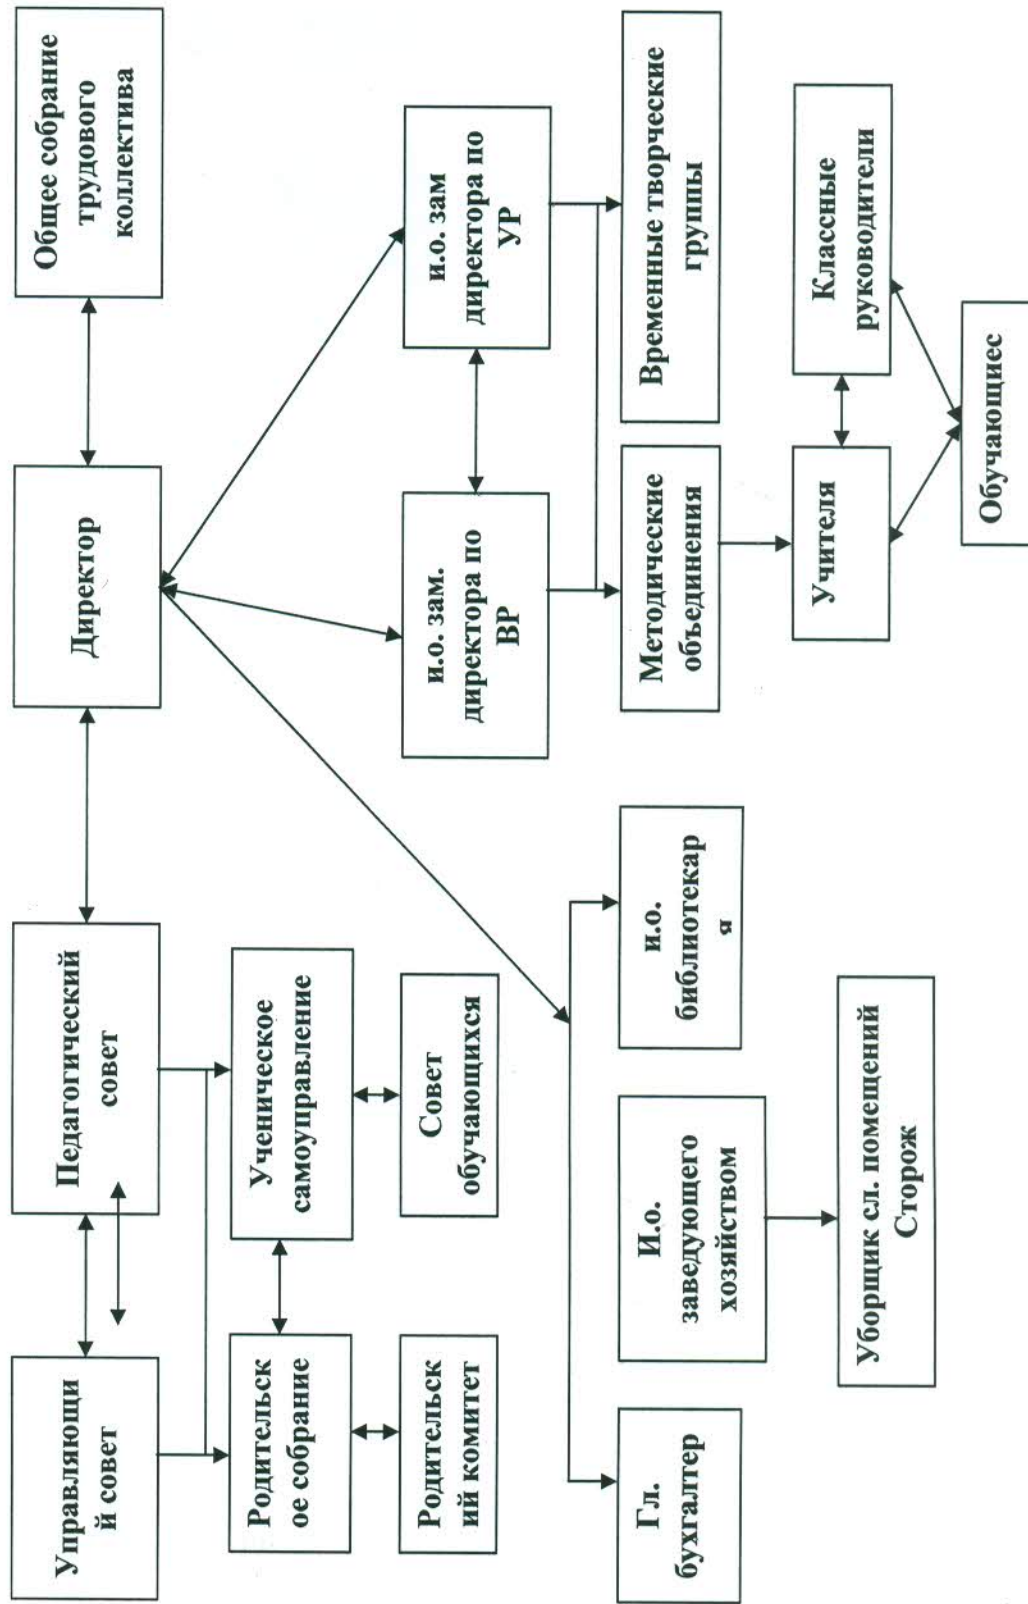 Управляющи
й совет
Педагогический
совет
Директор
Общее собрание
трудового
коллектива
Родительск
ое собрание
Ученическое
самоуправление
Родительск
ий комитет
Совет
обучающихся
и.о. зам.
директора по
ВР
и.о. зам
директора по
УР
Гл.
бухгалтер
И.о.
заведующего
хозяйством
и.о.
библиотекар
я
Методические
объединения
Временные творческие
группы
Уборщик сл. помещений
Сторож
Учителя
Классные
руководители
Обучающиес